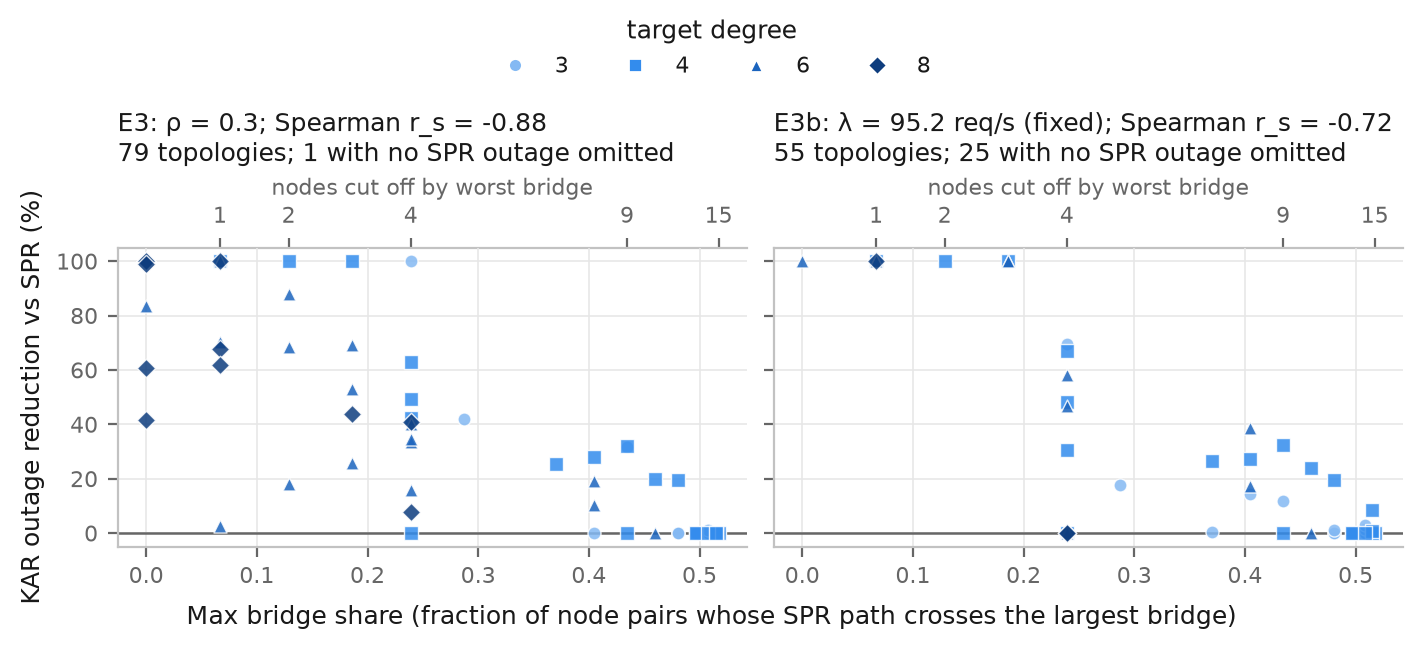 target degree
3 4 6 8
E3: ρ = 0.3; Spearman r_s = -0.88
79 topologies; 1 with no SPR outage omitted
nodes cut off by worst bridge
1 2 4 9 15
E3b: λ = 95.2 req/s (fixed); Spearman r_s = -0.72
55 topologies; 25 with no SPR outage omitted
nodes cut off by worst bridge
1 2 4 9 15
KAR outage reduction vs SPR (%)
100
80
60
40
20
0
0.0 0.1 0.2 0.3 0.4 0.5
0.0 0.1 0.2 0.3 0.4 0.5
Max bridge share (fraction of node pairs whose SPR path crosses the largest bridge)